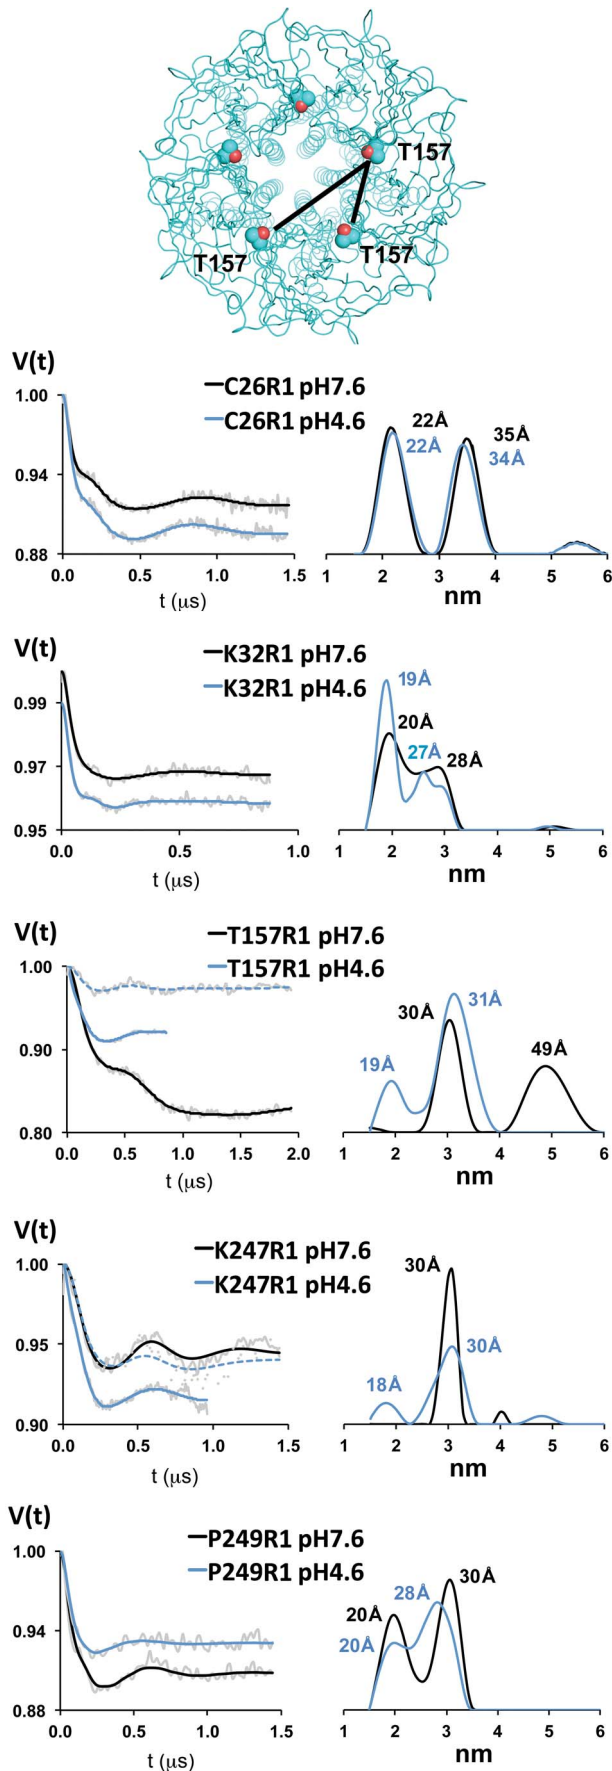 T157
T157
T157
V(t)
C26R1 pH7.6
C26R1 pH4.6
1.00
0.94
0.88
0.0 0.5 1.0 1.5
t (μs)
22Å
22Å
35Å
34Å
1 2 3 4 5 6
nm
V(t)
K32R1 pH7.6
K32R1 pH4.6
0.99
0.97
0.95
0.0 0.5 1.0
t (μs)
19Å
20Å
27Å
28Å
1 2 3 4 5 6
nm
V(t)
T157R1 pH7.6
T157R1 pH4.6
1.00
0.90
0.80
0.0 0.5 1.0 1.5 2.0
t (μs)
31Å
30Å
49Å
19Å
1 2 3 4 5 6
nm
V(t)
K247R1 pH7.6
K247R1 pH4.6
1.00
0.95
0.90
0.0 0.5 1.0 1.5
t (μs)
30Å
30Å
18Å
1 2 3 4 5 6
nm
V(t)
P249R1 pH7.6
P249R1 pH4.6
1.00
0.94
0.88
0.0 0.5 1.0 1.5
t (μs)
30Å
28Å
20Å
20Å
1 2 3 4 5 6
nm